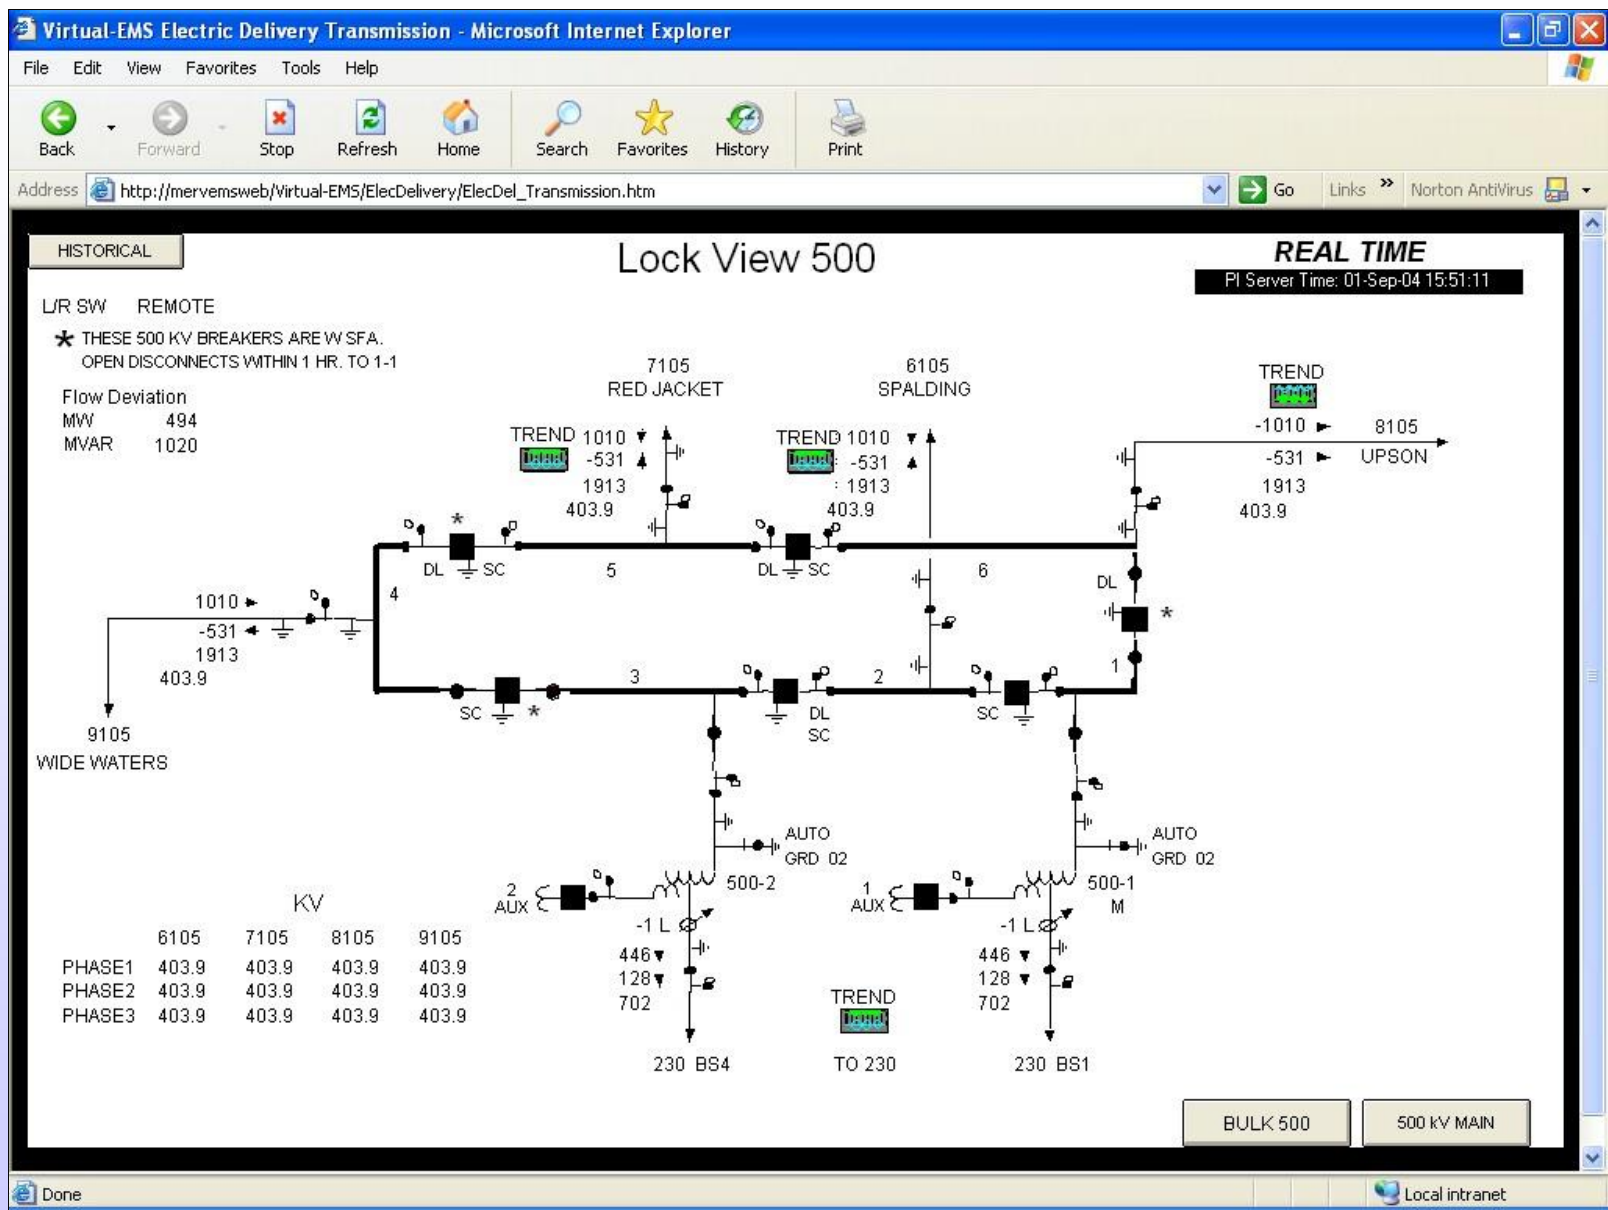 Virtual-EMS Electric Delivery Transmission - Microsoft Internet Explorer
File Edit View Favorites Tools Help
Back Forward Stop Refresh Home Search Favorites History Print
Address http://mervemsweb/Virtual-EMS/ElecDelivery/ElecDel_Transmission.htm Go Links » Norton AntiVirus
HISTORICAL
Lock View 500
REAL TIME
PI Server Time: 01-Sep-04 15:51:11
L/R SW REMOTE
* THESE 500 KV BREAKERS ARE W SFA.
OPEN DISCONNECTS WITHIN 1 HR. TO 1-1
Flow Deviation
MW 494
MVAR 1020
7105
RED JACKET
TREND 1010
-531
1913
403.9
6105
SPALDING
TREND 1010
-531
1913
403.9
TREND
-1010 8105
-531 UPSON
1913
403.9
* DL SC 5 DL SC 6 DL *
4
1010
-531
1913
403.9
9105
WIDE WATERS
SC * 3 DL SC 2 SC 1
AUTO
GRD 02
500-2
2
AUX
-1 L
446
128
702
230 BS4
AUTO
GRD 02
500-1
M
1
AUX
-1 L
446
128
702
230 BS1
TREND
TO 230
KV
6105 7105 8105 9105
PHASE1 403.9 403.9 403.9 403.9
PHASE2 403.9 403.9 403.9 403.9
PHASE3 403.9 403.9 403.9 403.9
BULK 500 500 kV MAIN
Done Local intranet